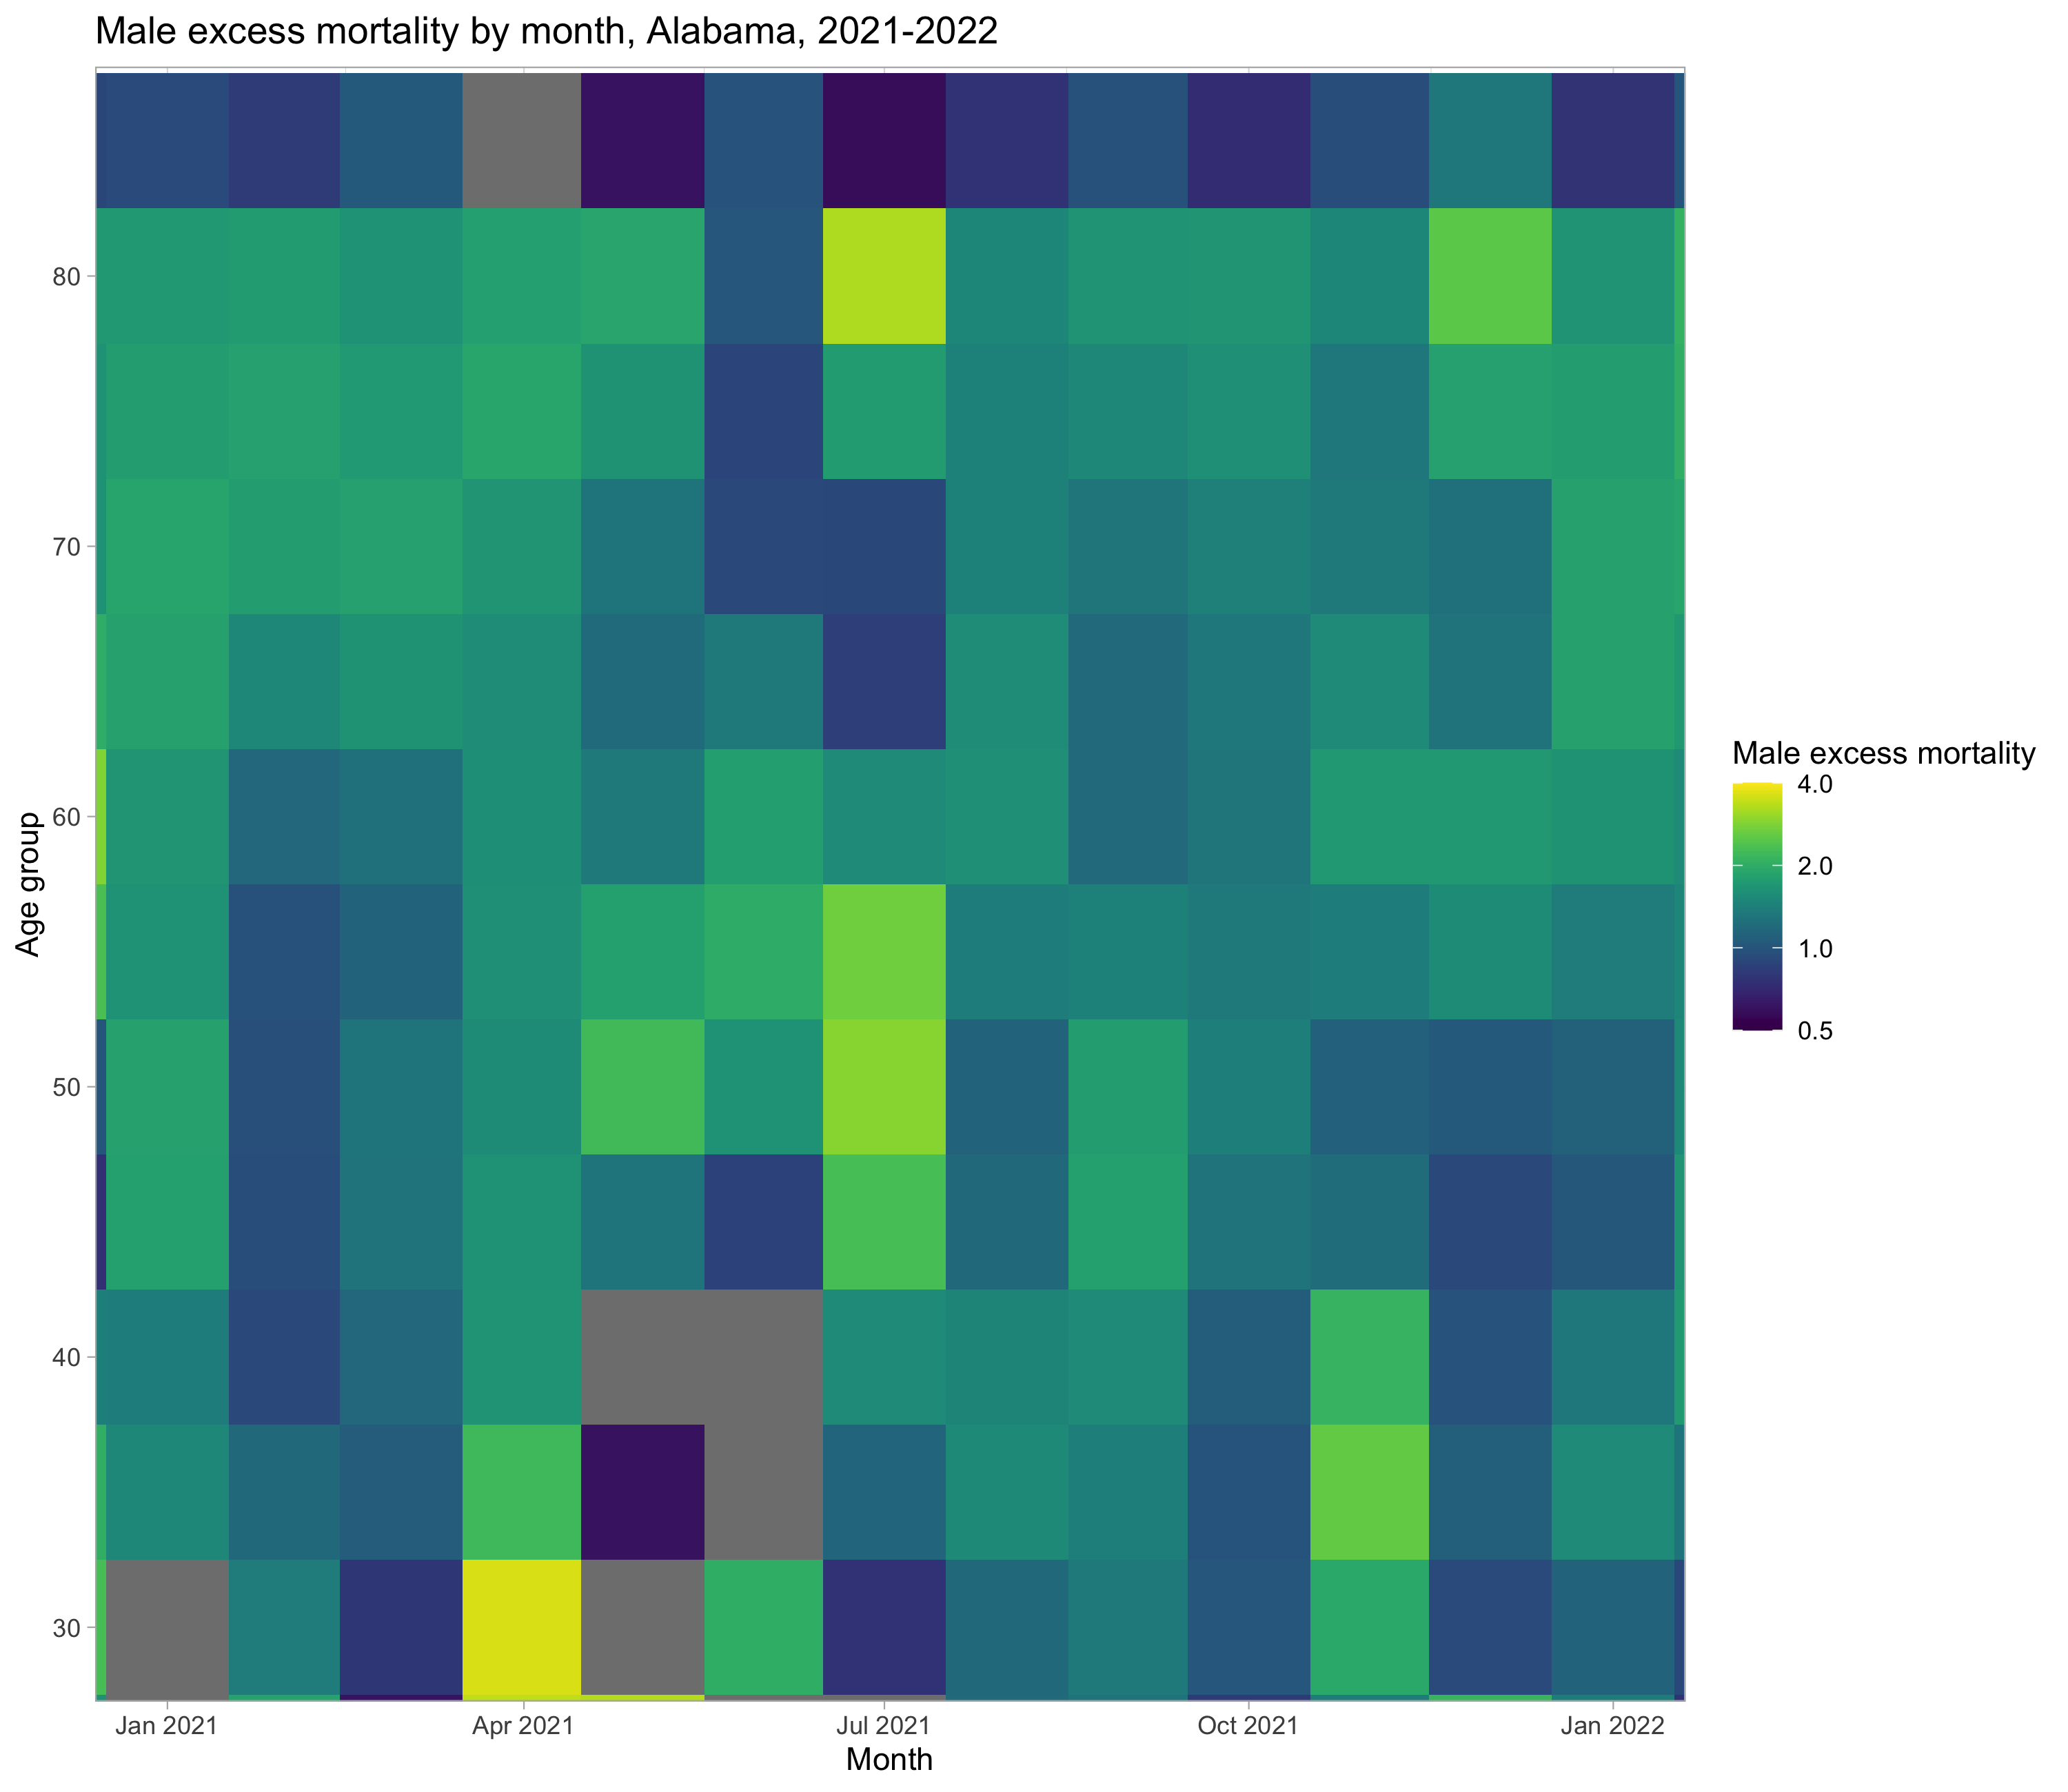 Male excess mortality by month, Alabama, 2021-2022
80
70
60
50
40
30
Age group
Jan 2021
Apr 2021
Jul 2021
Oct 2021
Jan 2022
Month
Male excess mortality
4.0
2.0
1.0
0.5